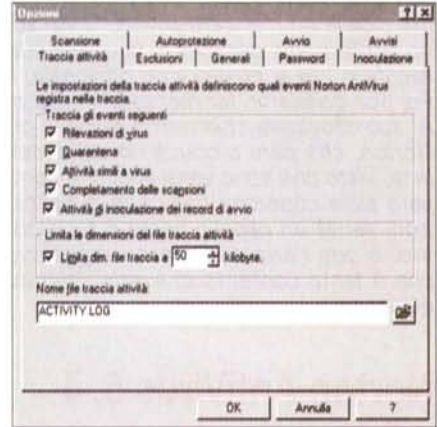 Opzioni
Scansione Autoprotezione Avvio Avvisi
Traccia attività Esclusioni Generali Password Inoculazione
Le impostazioni della traccia attività definiscono quali eventi Norton AntiVirus
registra nella traccia.
Traccia gli eventi seguenti
Rilevazioni di virus
Quarantena
Attività simili a virus
Completamento delle scansioni
Attività di inoculazione dei record di avvio
Limita le dimensioni del file traccia attività
Limita dim. file traccia a 50 kilobyte.
Nome file traccia attività:
ACTIVITY.LOG
OK Annulla ?